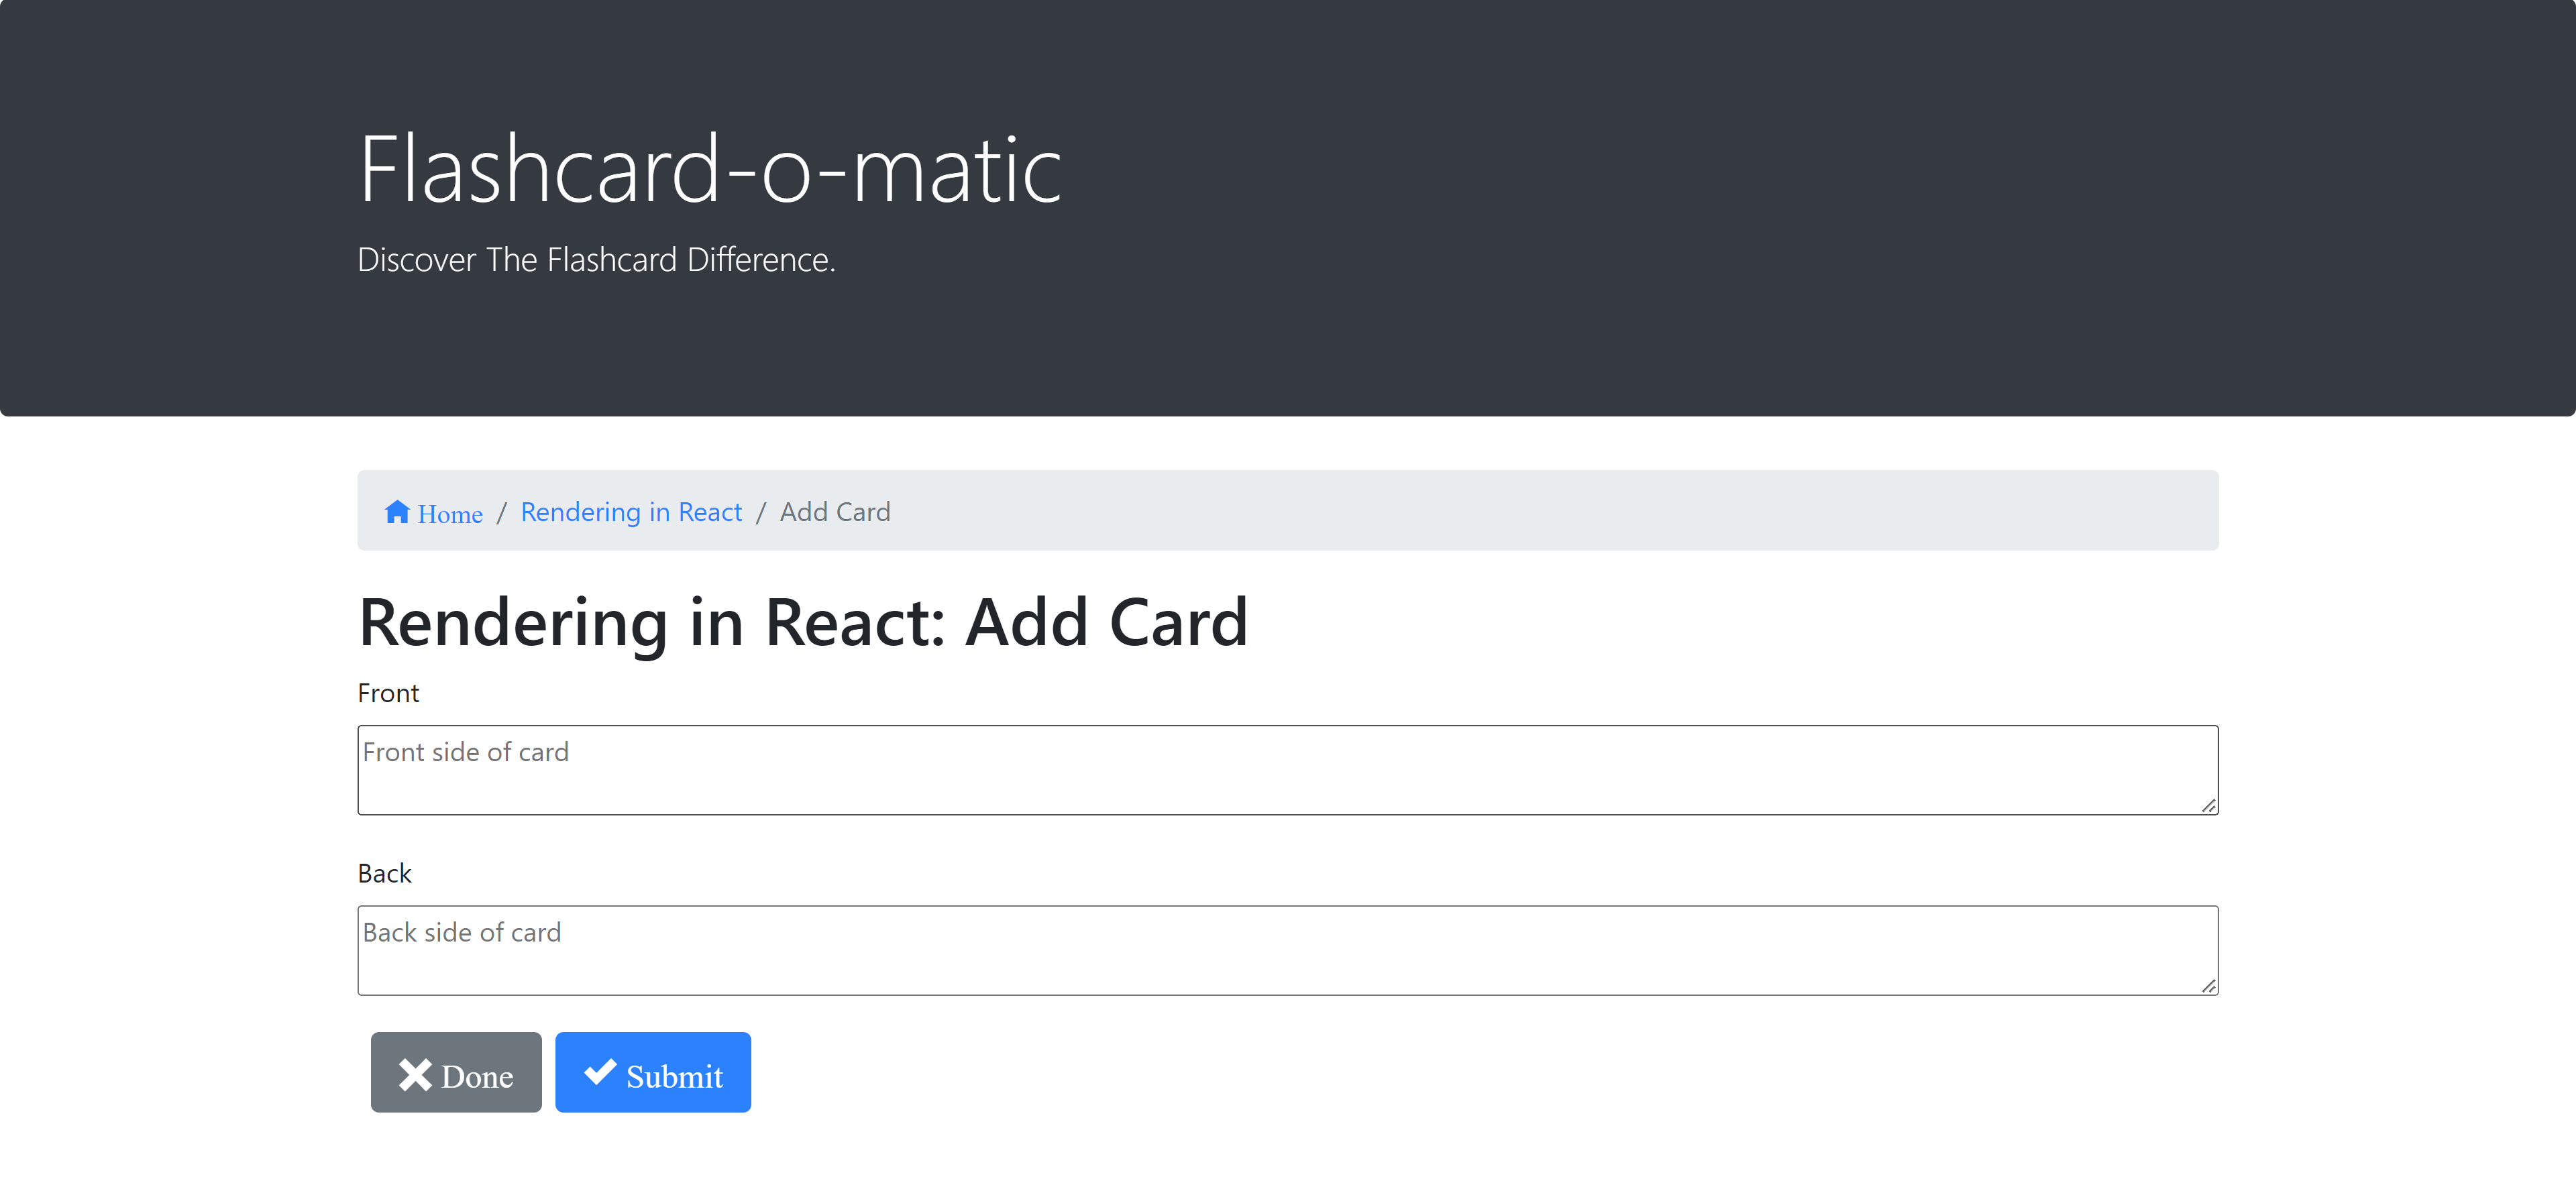 Flashcard-o-matic
Discover The Flashcard Difference.
Home / Rendering in React / Add Card
Rendering in React: Add Card
Front
Front side of card
Back
Back side of card
Done Submit